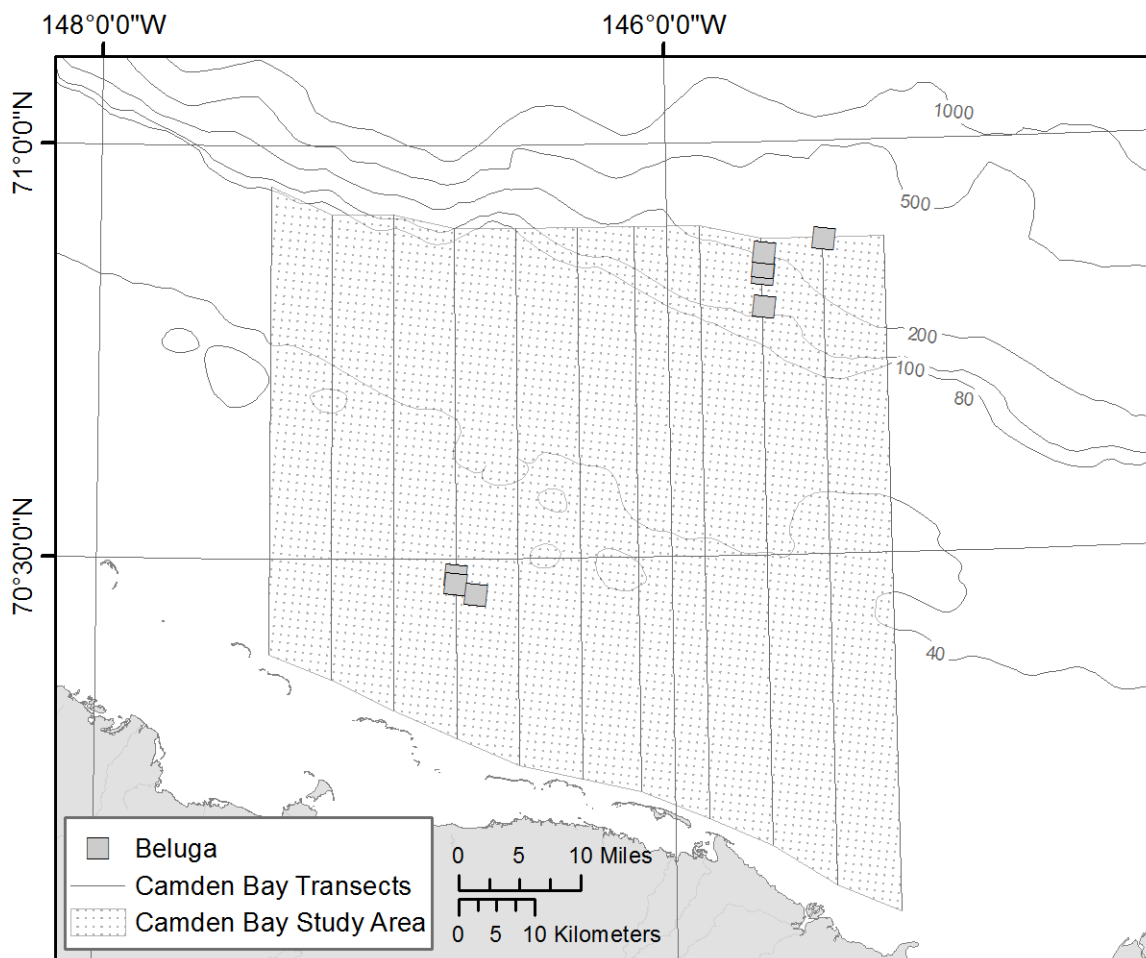 148°0'0"W 146°0'0"W
71°0'0"N
1000
500
200
100
80
70°30'0"N
40
Beluga
Camden Bay Transects
Camden Bay Study Area
0 5 10 Miles
0 5 10 Kilometers